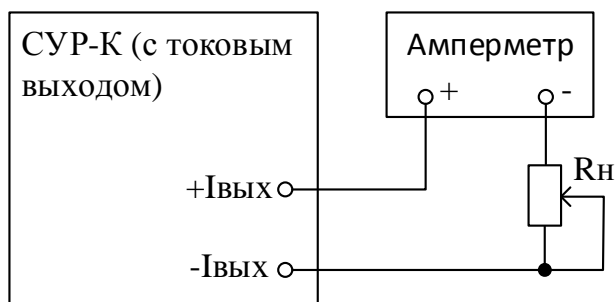 СУР-К (с токовым
выходом)
Амперметр
+ -
+Iвых
Rн
-Iвых